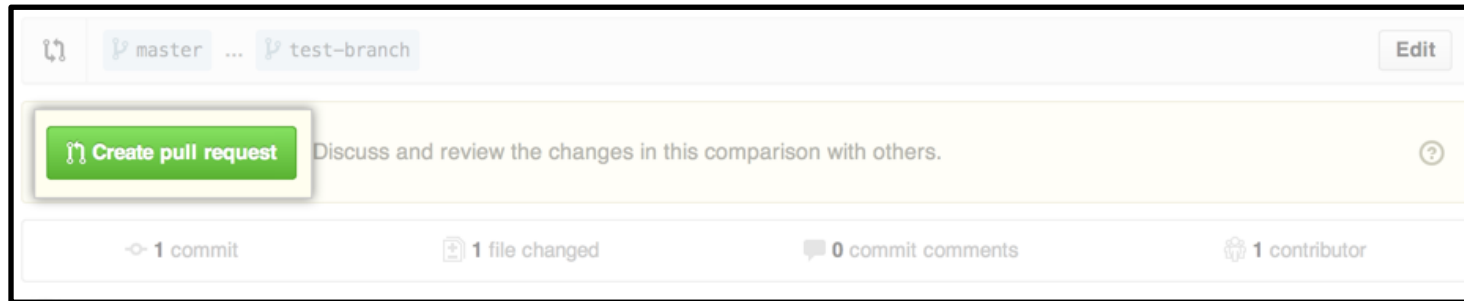 master ... test-branch Edit
Create pull request Discuss and review the changes in this comparison with others. ?
1 commit 1 file changed 0 commit comments 1 contributor